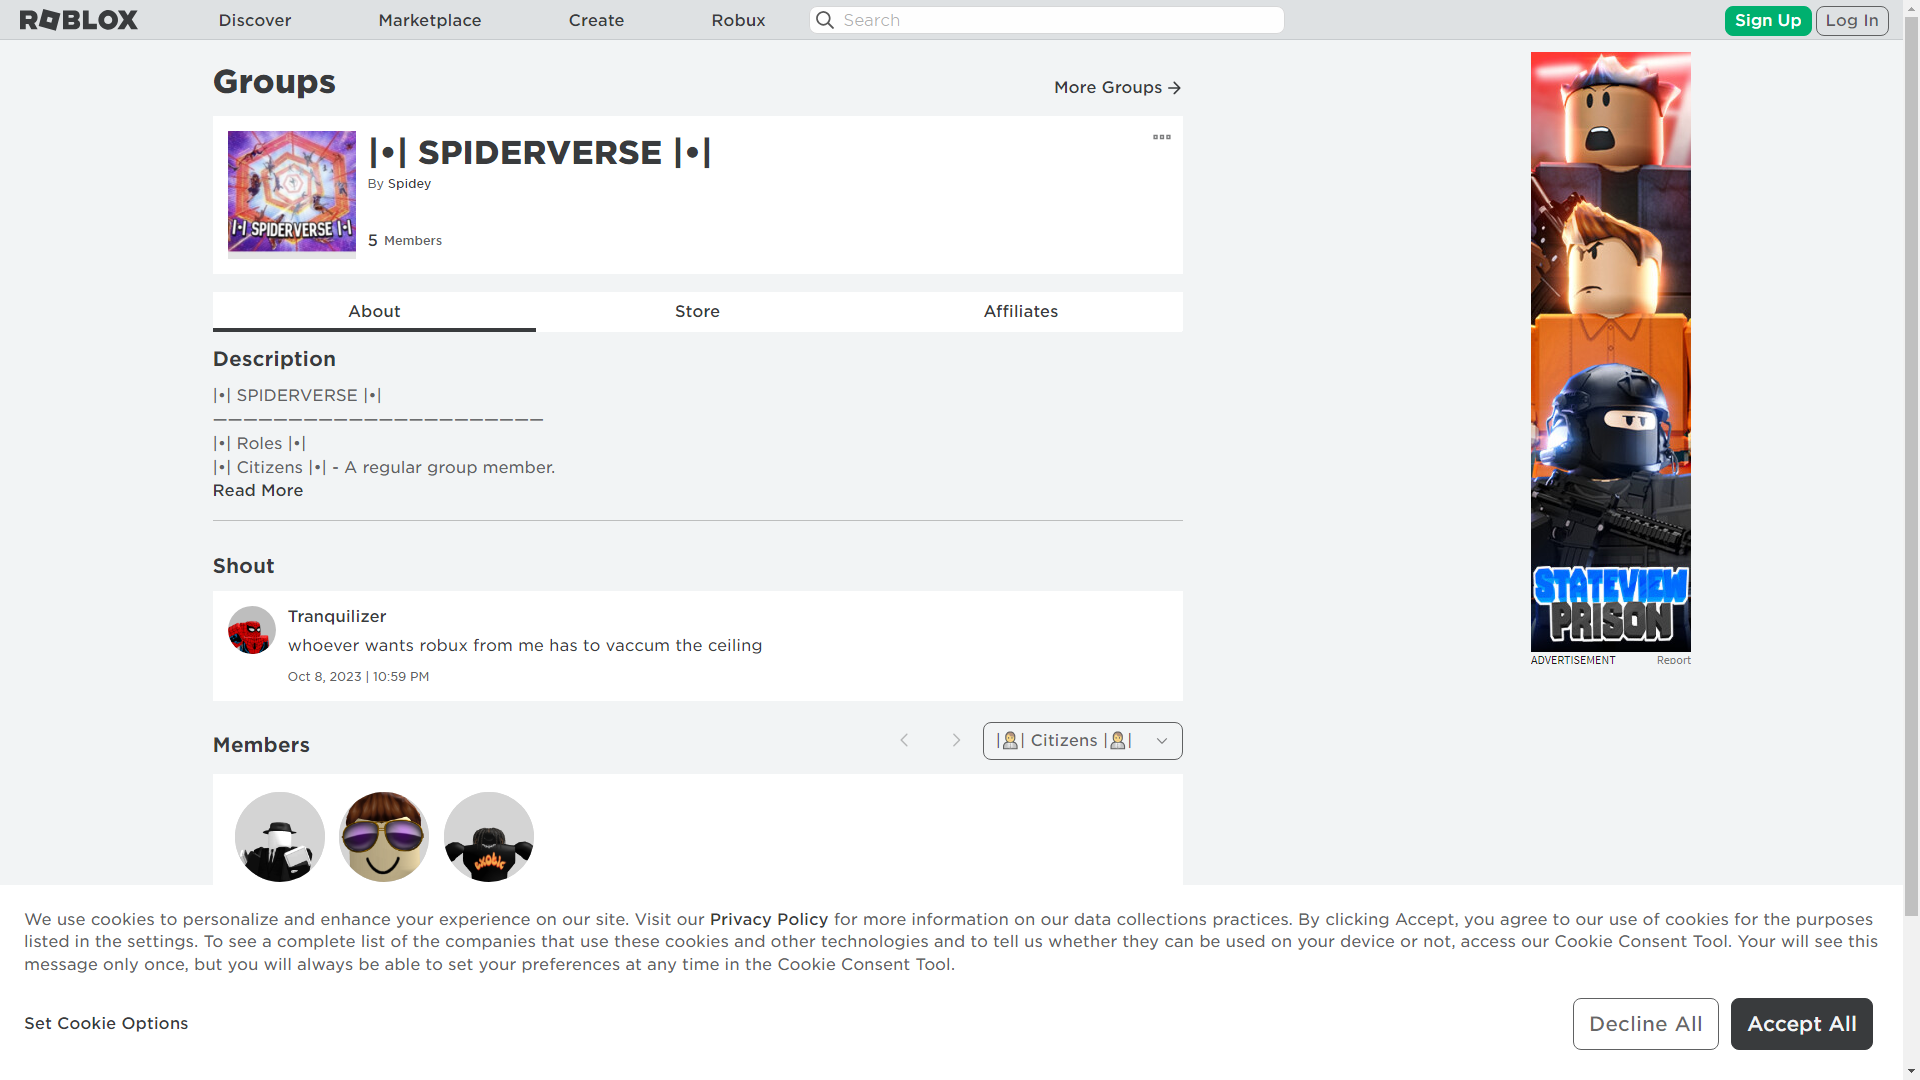 ROBLOX
Discover
Marketplace
Create
Robux
Search
Sign Up
Log In
Groups
More Groups
|•| SPIDERVERSE |•|
By Spidey
5 Members
|•| SPIDERVERSE |•|
About
Store
Affiliates
Description
|•| SPIDERVERSE |•|
——————————————————————
|•| Roles |•|
|•| Citizens |•| - A regular group member.
Read More
Shout
Tranquilizer
whoever wants robux from me has to vaccum the ceiling
Oct 8, 2023 | 10:59 PM
Members
|👨‍💼| Citizens |👨‍💼|
EXOTIC
STATEVIEW
PRISON
ADVERTISEMENT
Report
We use cookies to personalize and enhance your experience on our site. Visit our Privacy Policy for more information on our data collections practices. By clicking Accept, you agree to our use of cookies for the purposes
listed in the settings. To see a complete list of the companies that use these cookies and other technologies and to tell us whether they can be used on your device or not, access our Cookie Consent Tool. Your will see this
message only once, but you will always be able to set your preferences at any time in the Cookie Consent Tool.
Set Cookie Options
Decline All
Accept All